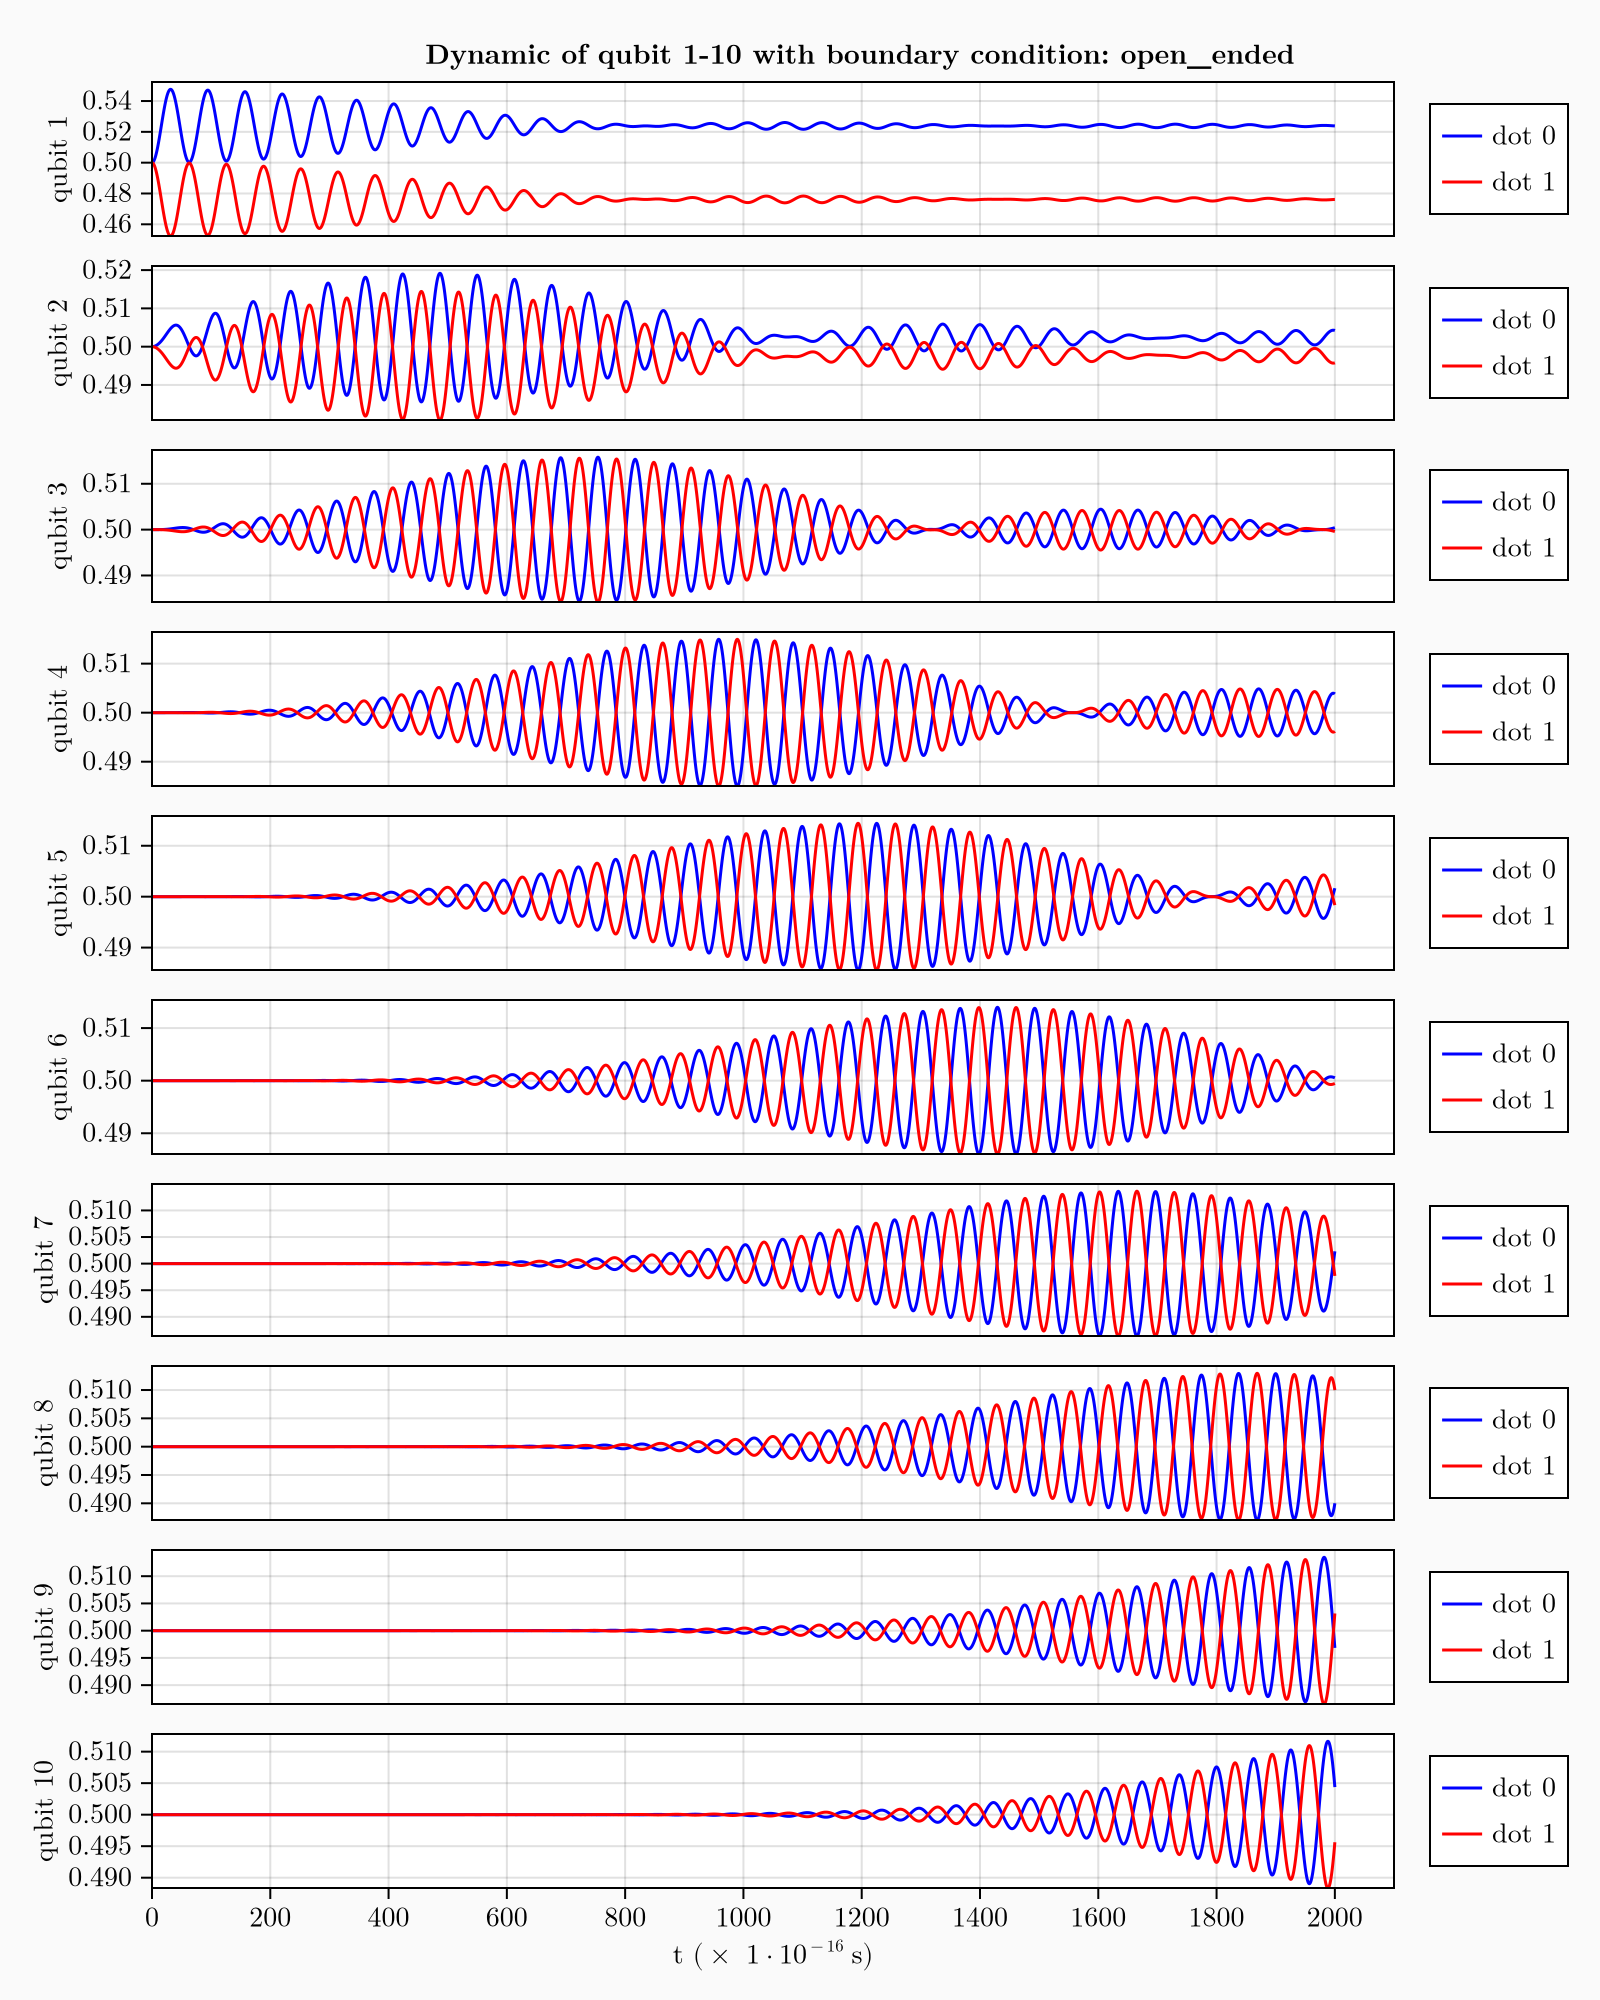 Dynamic of qubit 1-10 with boundary condition: open_ended
qubit 1
0.54
0.52
0.50
0.48
0.46
dot 0
dot 1
qubit 2
0.52
0.51
0.50
0.49
dot 0
dot 1
qubit 3
0.51
0.50
0.49
dot 0
dot 1
qubit 4
0.51
0.50
0.49
dot 0
dot 1
qubit 5
0.51
0.50
0.49
dot 0
dot 1
qubit 6
0.51
0.50
0.49
dot 0
dot 1
qubit 7
0.510
0.505
0.500
0.495
0.490
dot 0
dot 1
qubit 8
0.510
0.505
0.500
0.495
0.490
dot 0
dot 1
qubit 9
0.510
0.505
0.500
0.495
0.490
dot 0
dot 1
qubit 10
0.510
0.505
0.500
0.495
0.490
dot 0
dot 1
0 200 400 600 800 1000 1200 1400 1600 1800 2000
t ( × 1·10⁻¹⁶ s)